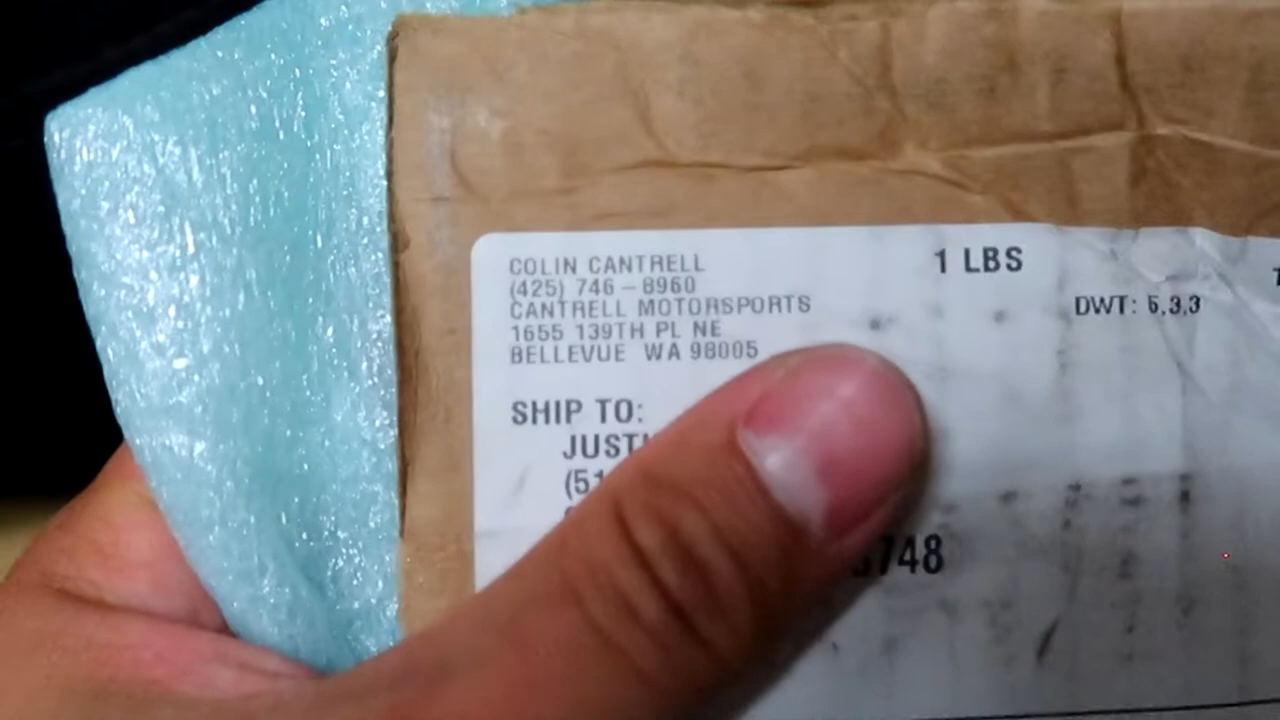 COLIN CANTRELL
(425) 746-8960
CANTRELL MOTORSPORTS
1655 139TH PL NE
BELLEVUE WA 98005
1 LBS
DWT: 5,3,3
SHIP TO:
(51
748